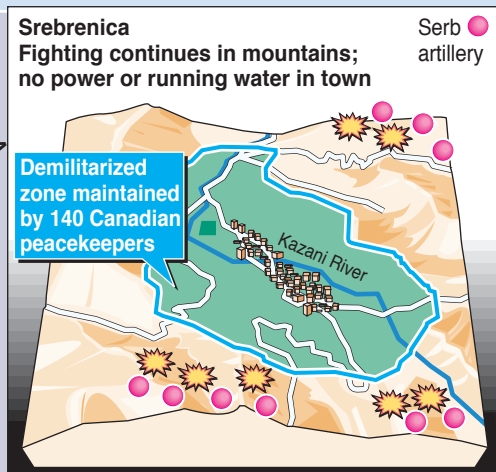 Srebrenica
Fighting continues in mountains;
no power or running water in town
Serb
artillery
Demilitarized
zone maintained
by 140 Canadian
peacekeepers
Kazani River